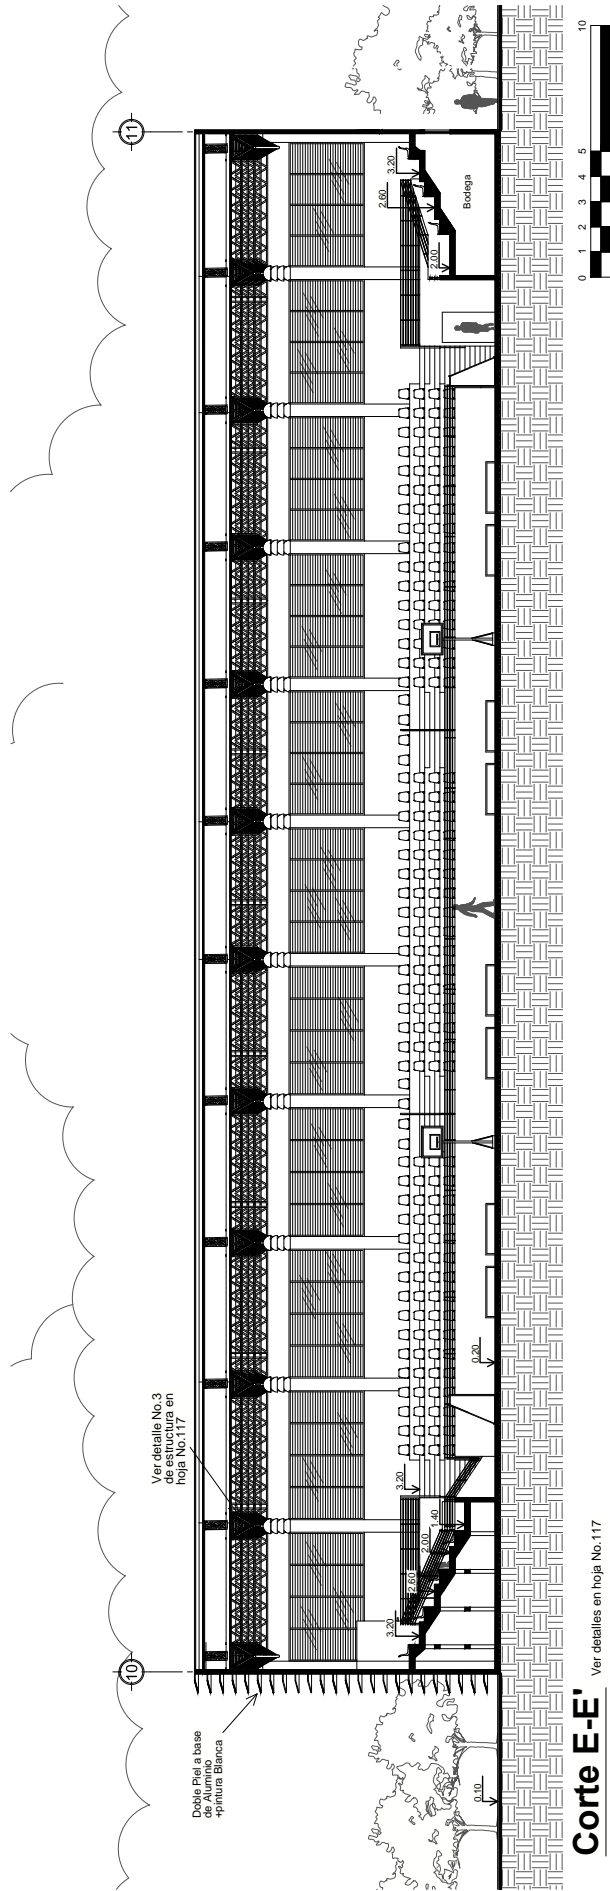 10
11
Doble Piel a base
de Aluminio
+pintura Blanca
Ver detalle No.3
de estructura en
hoja No.117
3.20
2.60
2.00
1.40
3.20
0.20
0.10
3.20
2.60
2.00
Bodega
Corte E-E'
Ver detalles en hoja No.117
0
1
2
3
4
5
10